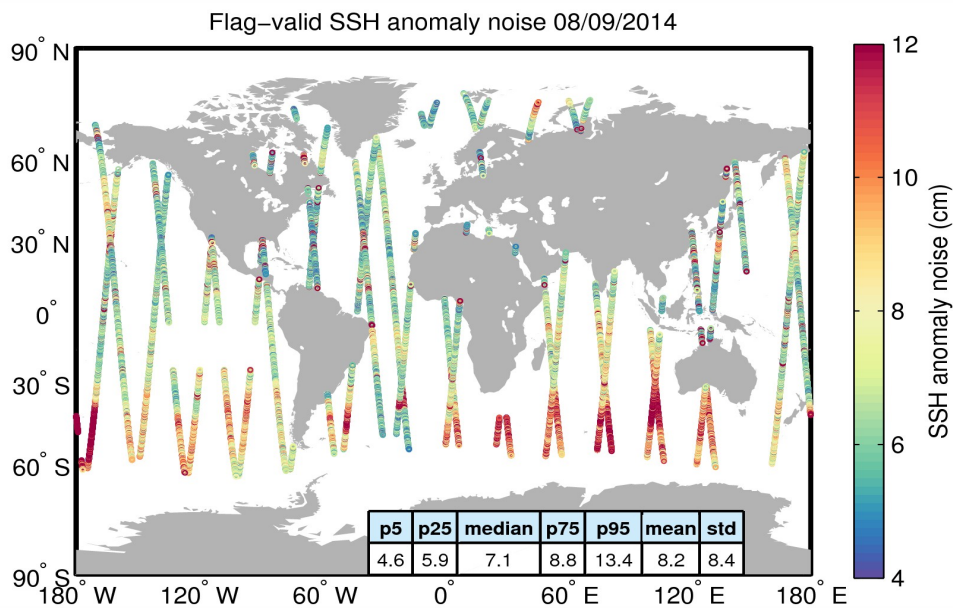 Flag−valid SSH anomaly noise 08/09/2014
90° N
60° N
30° N
0°
30° S
60° S
90° S
180° W
120° W
60° W
0°
60° E
120° E
180° E
p5 p25 median p75 p95 mean std
4.6 5.9 7.1 8.8 13.4 8.2 8.4
12
10
8
6
4
SSH anomaly noise (cm)